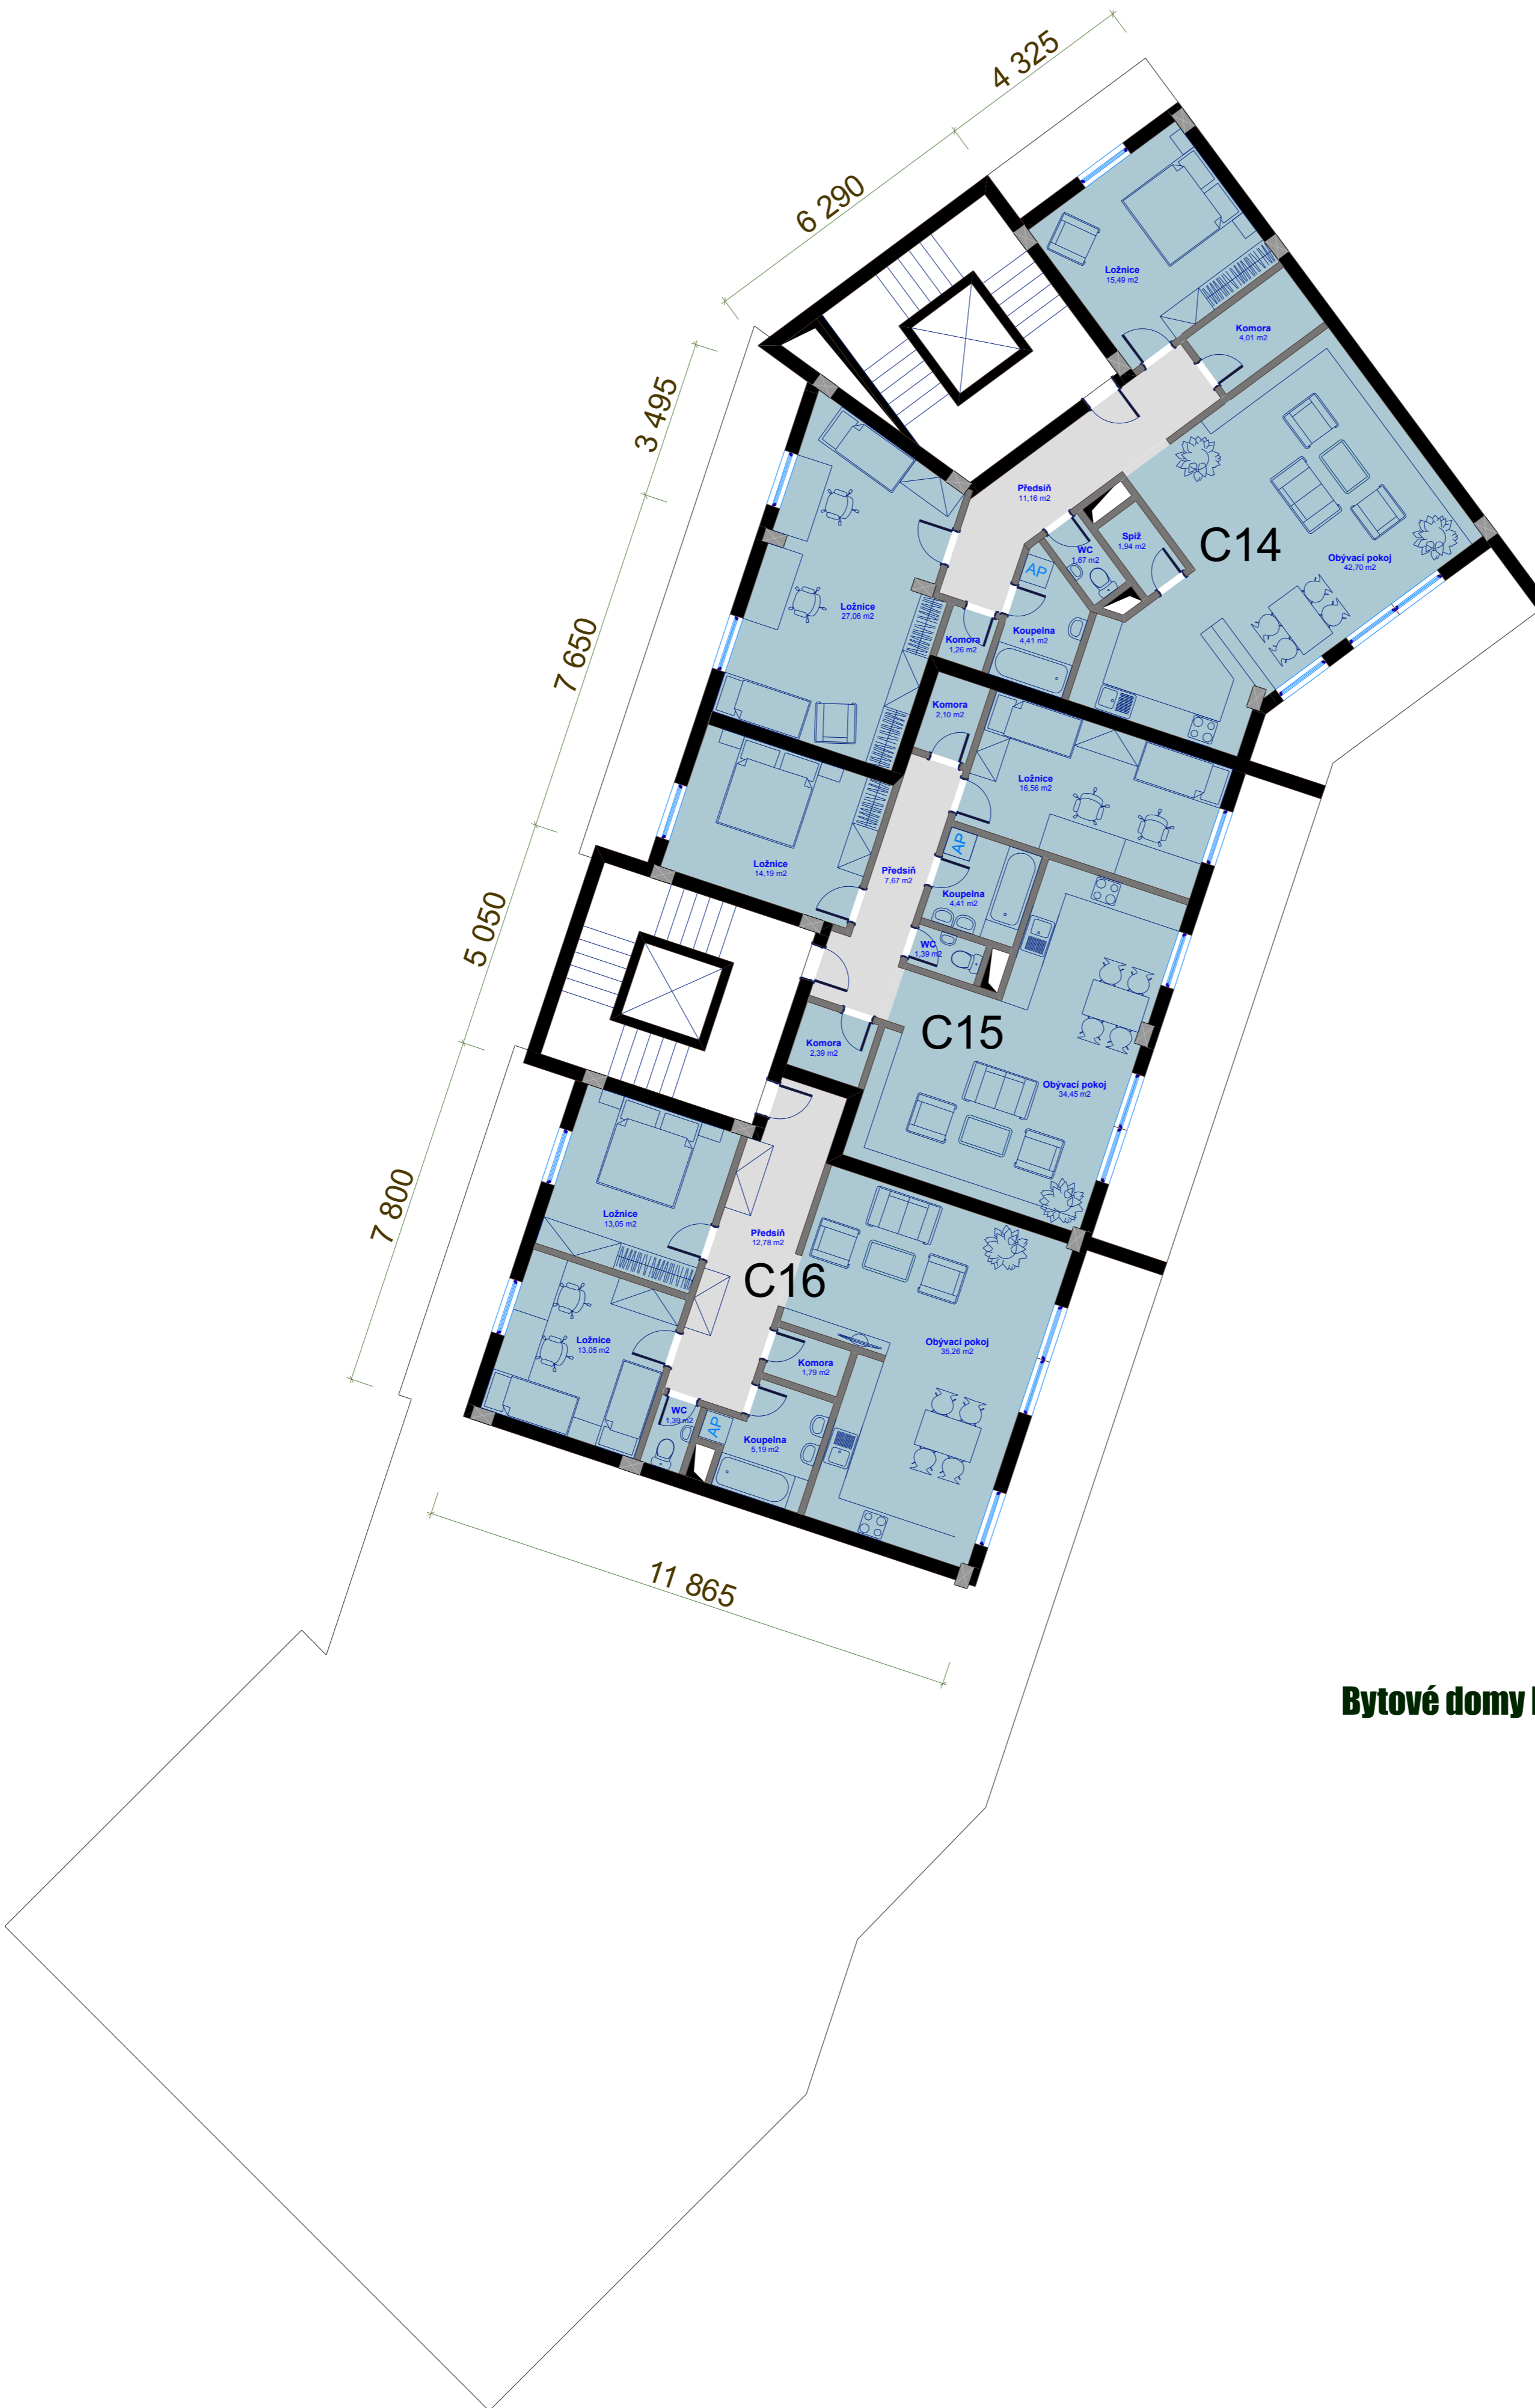 4 325
6 290
3 495
7 650
5 050
7 800
11 865
Ložnice
15,49 m2
Komora
4,01 m2
Předsíň
11,16 m2
WC
1,67 m2
Spiž
1,94 m2
C14
Obývací pokoj
42,70 m2
AP
Ložnice
27,06 m2
Komora
1,26 m2
Koupelna
4,41 m2
Komora
2,10 m2
Ložnice
16,56 m2
Ložnice
14,19 m2
Předsíň
7,67 m2
AP
Koupelna
4,41 m2
WC
1,39 m2
C15
Komora
2,39 m2
Obývací pokoj
34,45 m2
Ložnice
13,05 m2
Předsíň
12,78 m2
C16
Ložnice
13,05 m2
Obývací pokoj
35,26 m2
Komora
1,79 m2
WC
1,39 m2
AP
Koupelna
5,19 m2
Bytové domy